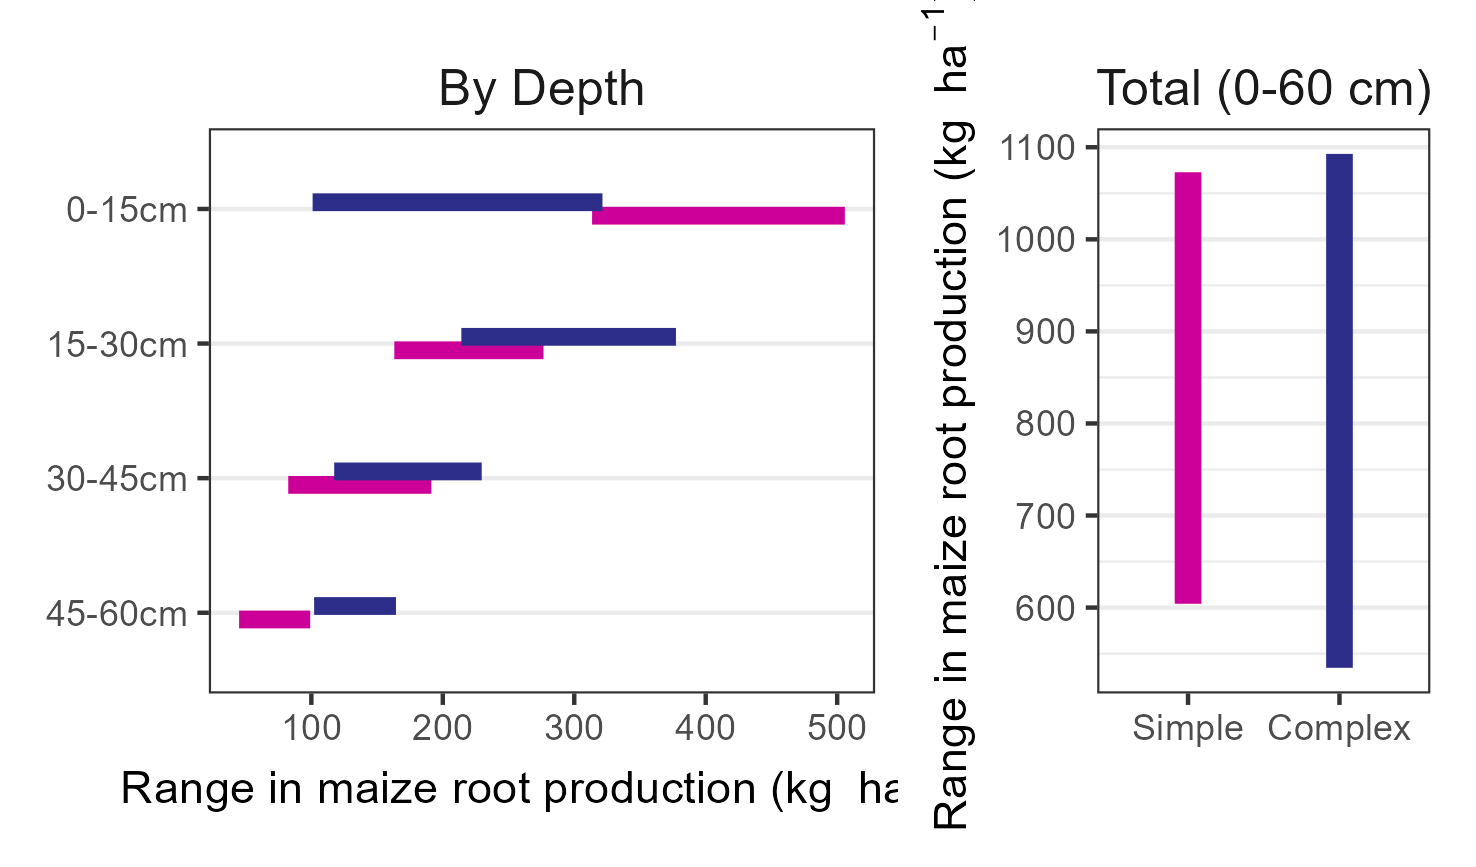 By Depth
0-15cm
15-30cm
30-45cm
45-60cm
100 200 300 400 500
Range in maize root production (kg ha
Range in maize root production (kg ha⁻¹
Total (0-60 cm)
1100
1000
900
800
700
600
Simple Complex